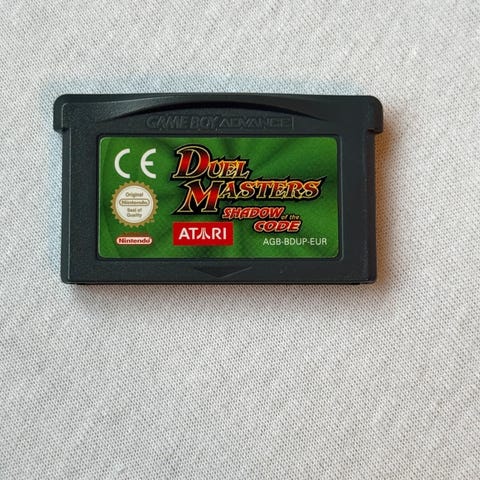 GAME BOY ADVANCE
CE
DUEL
MASTERS
SHADOW of the
CODE
Original
Nintendo
Seal of
Quality
Nintendo
ATARI
AGB-BDUP-EUR